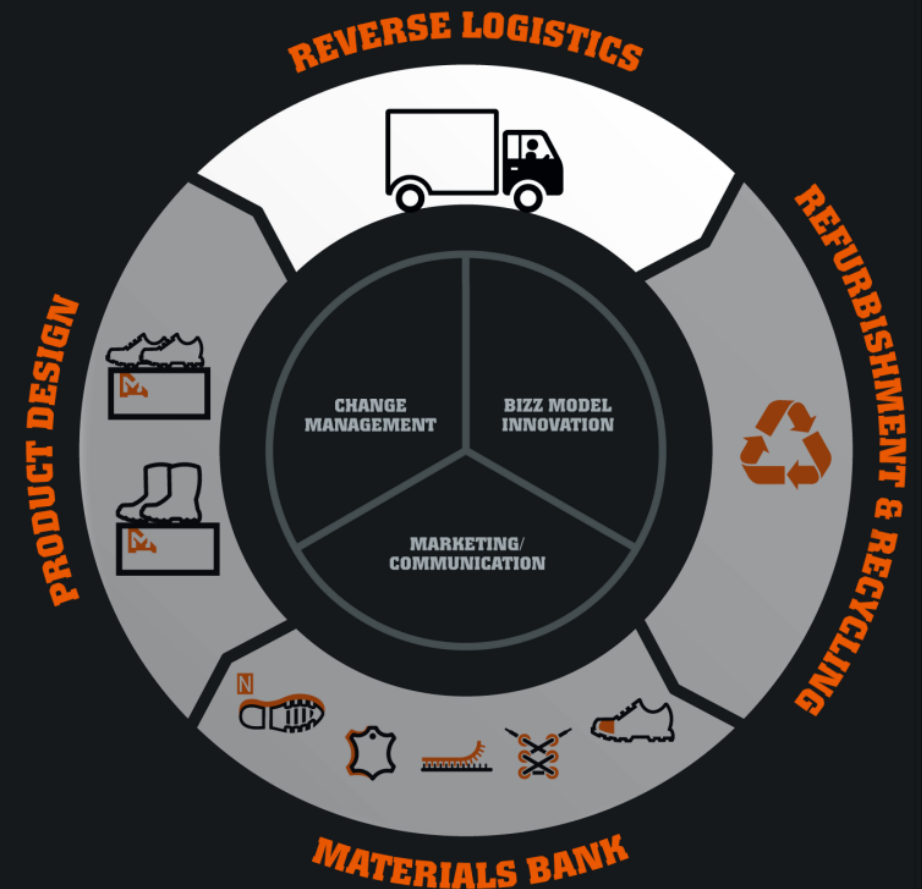 REVERSE LOGISTICS
REFURBISHMENT & RECYCLING
PRODUCT DESIGN
CHANGE
MANAGEMENT
BIZZ MODEL
INNOVATION
MARKETING/
COMMUNICATION
N
MATERIALS BANK